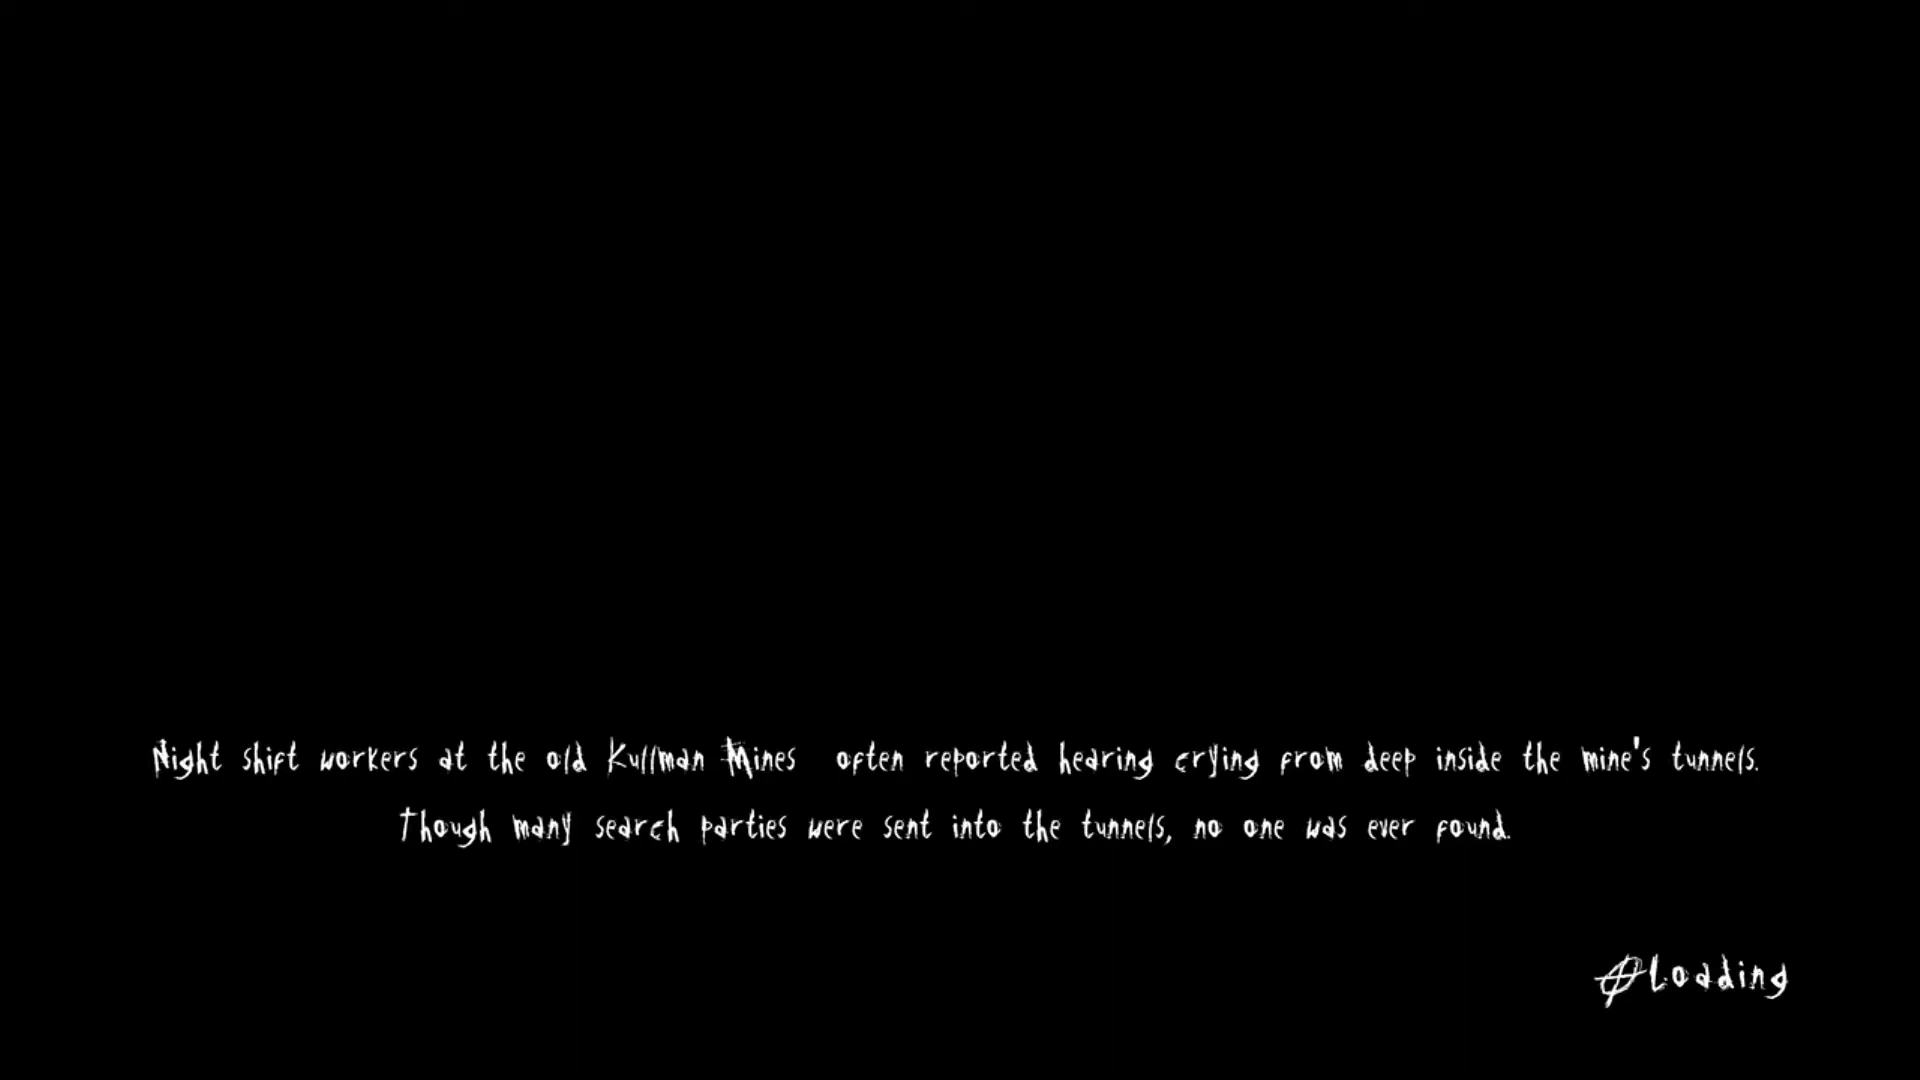 Night shift workers at the old Kullman Mines  often reported hearing crying from deep inside the mine's tunnels.
Though many search parties were sent into the tunnels, no one was ever found.
Loading